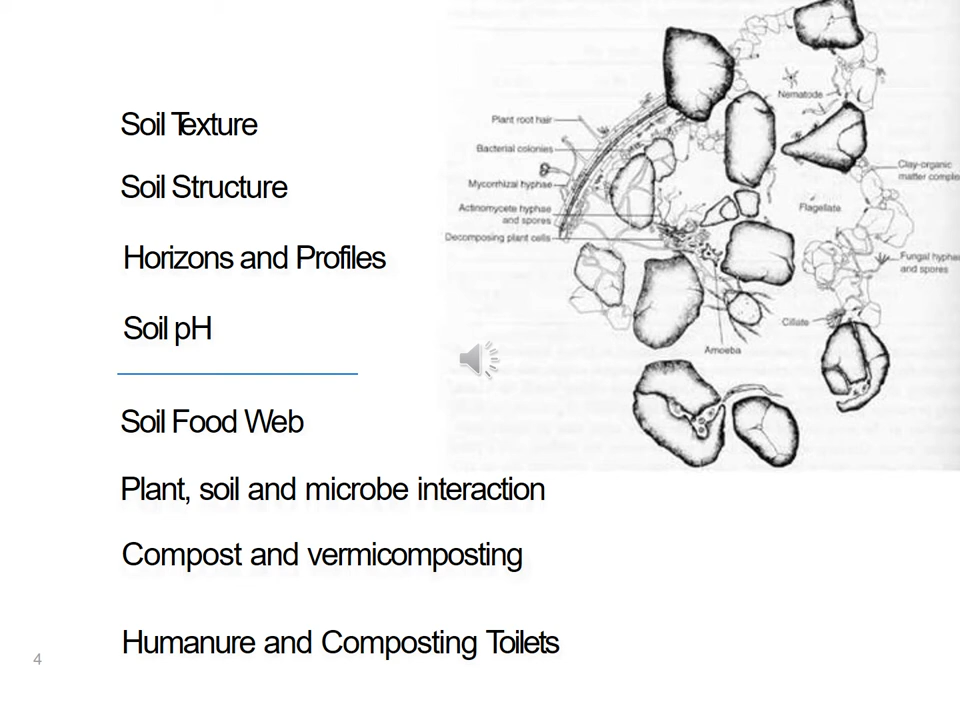 Soil Texture
Soil Structure
Horizons and Profiles
Soil pH
Soil Food Web
Plant, soil and microbe interaction
Compost and vermicomposting
Humanure and Composting Toilets
4
Plant root hair
Bacterial colonies
Mycorrhizal hyphae
Actinomycete hyphae
and spores
Decomposing plant cells
Nematode
Clay-organic
matter comple
Flagellate
Fungal hypha
and spores
Ciliate
Amoeba